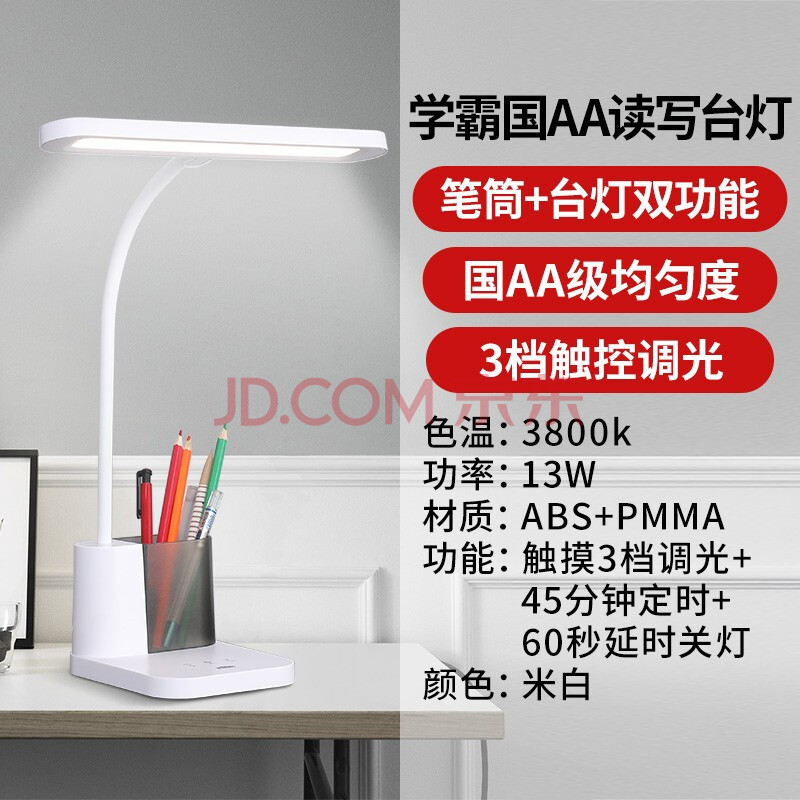 学霸国AA读写台灯
笔筒+台灯双功能
国AA级均匀度
3档触控调光
JD.COM 京东
色温：3800k
功率：13W
材质：ABS+PMMA
功能：触摸3档调光+
45分钟定时+
60秒延时关灯
颜色：米白